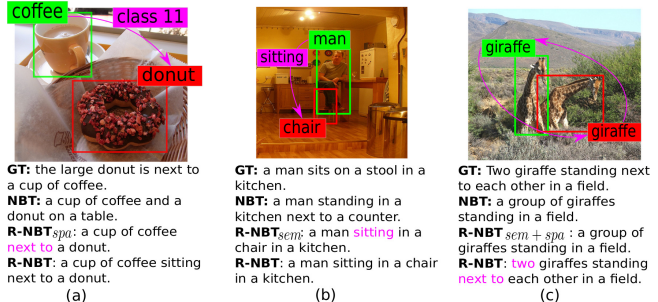 coffee
class 11
donut
GT: the large donut is next to
a cup of coffee.
NBT: a cup of coffee and a
donut on a table.
R-NBT_spa: a cup of coffee
next to a donut.
R-NBT: a cup of coffee sitting
next to a donut.
(a)
man
sitting
chair
GT: a man sits on a stool in a
kitchen.
NBT: a man standing in a
kitchen next to a counter.
R-NBT_sem: a man sitting in a
chair in a kitchen.
R-NBT: a man sitting in a chair
in a kitchen.
(b)
giraffe
giraffe
GT: Two giraffe standing next
to each other in a field.
NBT: a group of giraffes
standing in a field.
R-NBT_sem+spa : a group of
giraffes standing in a field.
R-NBT: two giraffes standing
next to each other in a field.
(c)